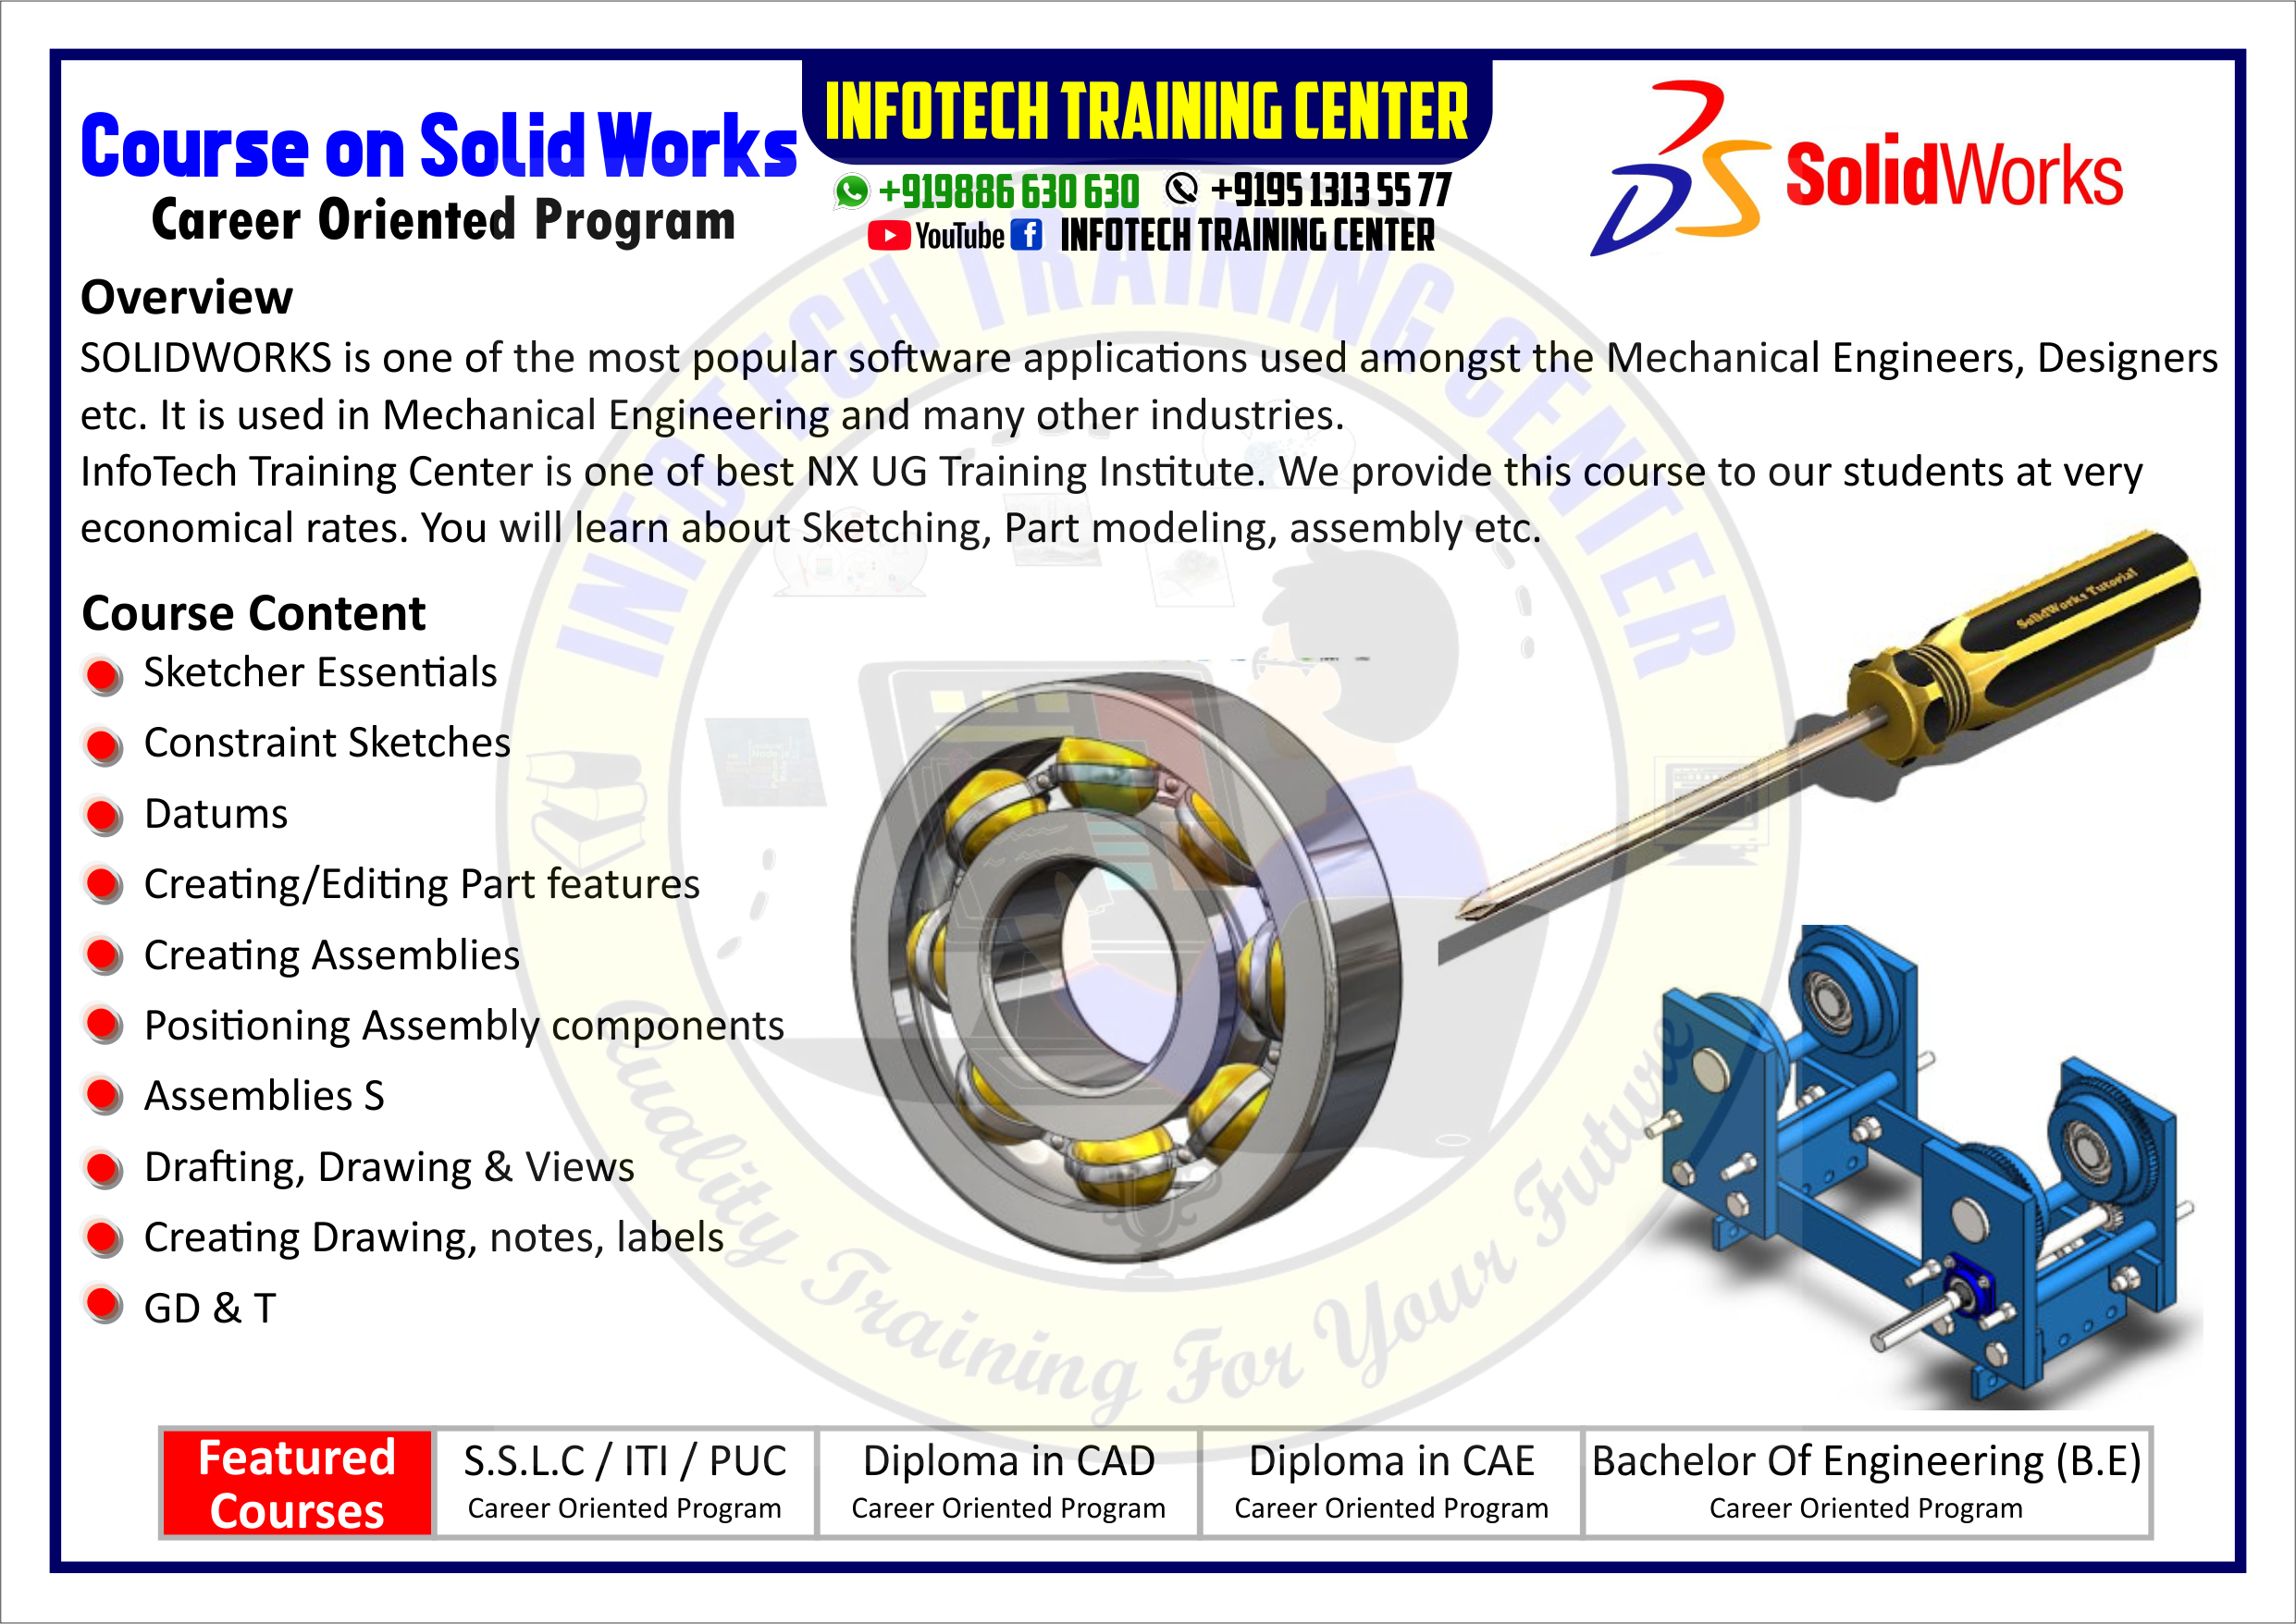 INFOTECH TRAINING CENTER
Course on Solid Works
Career Oriented Program
+919886 630 630 +9195 1313 55 77
YouTube f INFOTECH TRAINING CENTER
DS SolidWorks
Overview
SOLIDWORKS is one of the most popular software applications used amongst the Mechanical Engineers, Designers
etc. It is used in Mechanical Engineering and many other industries.
InfoTech Training Center is one of best NX UG Training Institute. We provide this course to our students at very
economical rates. You will learn about Sketching, Part modeling, assembly etc.
Course Content
Sketcher Essentials
Constraint Sketches
Datums
Creating/Editing Part features
Creating Assemblies
Positioning Assembly components
Assemblies S
Drafting, Drawing & Views
Creating Drawing, notes, labels
GD & T
SolidWorks Tutorial
INFOTECH TRAINING CENTER
Quality Training For Your Future
Featured
Courses
S.S.L.C / ITI / PUC
Career Oriented Program
Diploma in CAD
Career Oriented Program
Diploma in CAE
Career Oriented Program
Bachelor Of Engineering (B.E)
Career Oriented Program